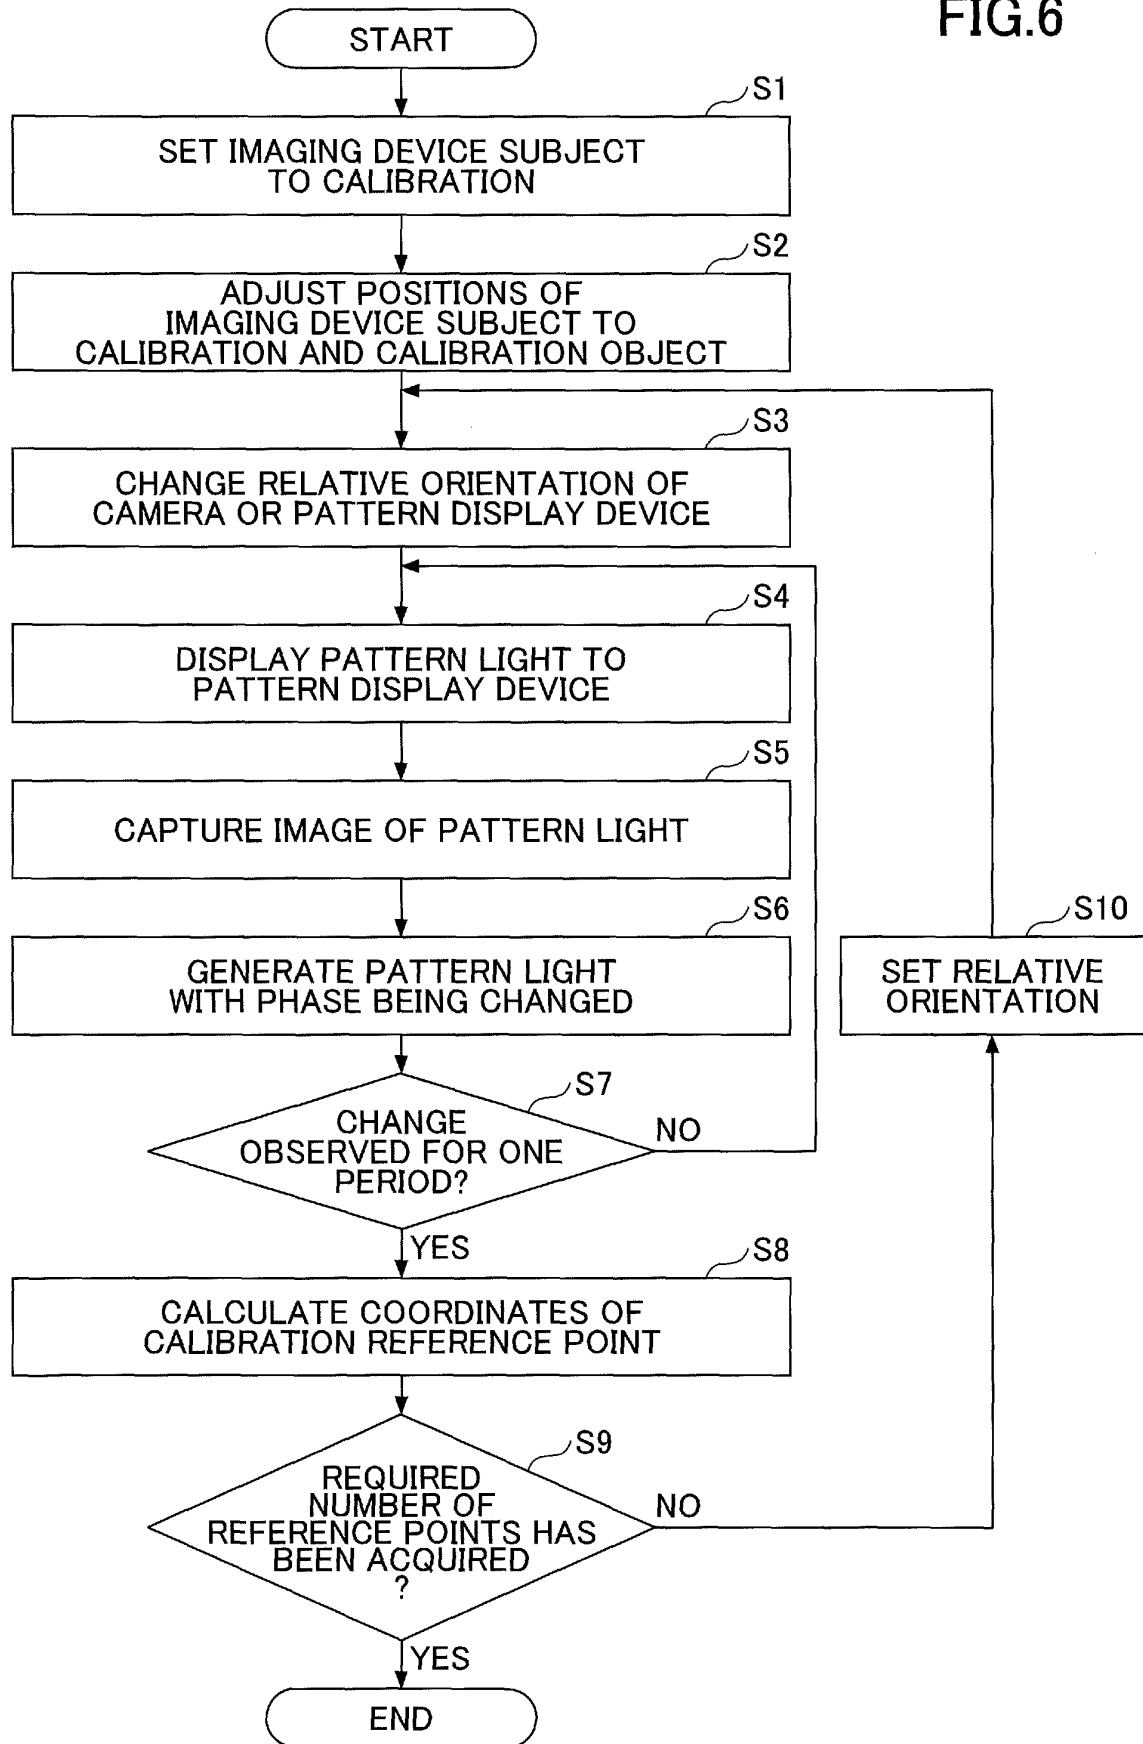 FIG.6
START
S1
SET IMAGING DEVICE SUBJECT
TO CALIBRATION
S2
ADJUST POSITIONS OF
IMAGING DEVICE SUBJECT TO
CALIBRATION AND CALIBRATION OBJECT
S3
CHANGE RELATIVE ORIENTATION OF
CAMERA OR PATTERN DISPLAY DEVICE
S4
DISPLAY PATTERN LIGHT TO
PATTERN DISPLAY DEVICE
S5
CAPTURE IMAGE OF PATTERN LIGHT
S6
GENERATE PATTERN LIGHT
WITH PHASE BEING CHANGED
S10
SET RELATIVE
ORIENTATION
S7
CHANGE
OBSERVED FOR ONE
PERIOD?
NO
YES
S8
CALCULATE COORDINATES OF
CALIBRATION REFERENCE POINT
S9
REQUIRED
NUMBER OF
REFERENCE POINTS HAS
BEEN ACQUIRED
?
NO
YES
END